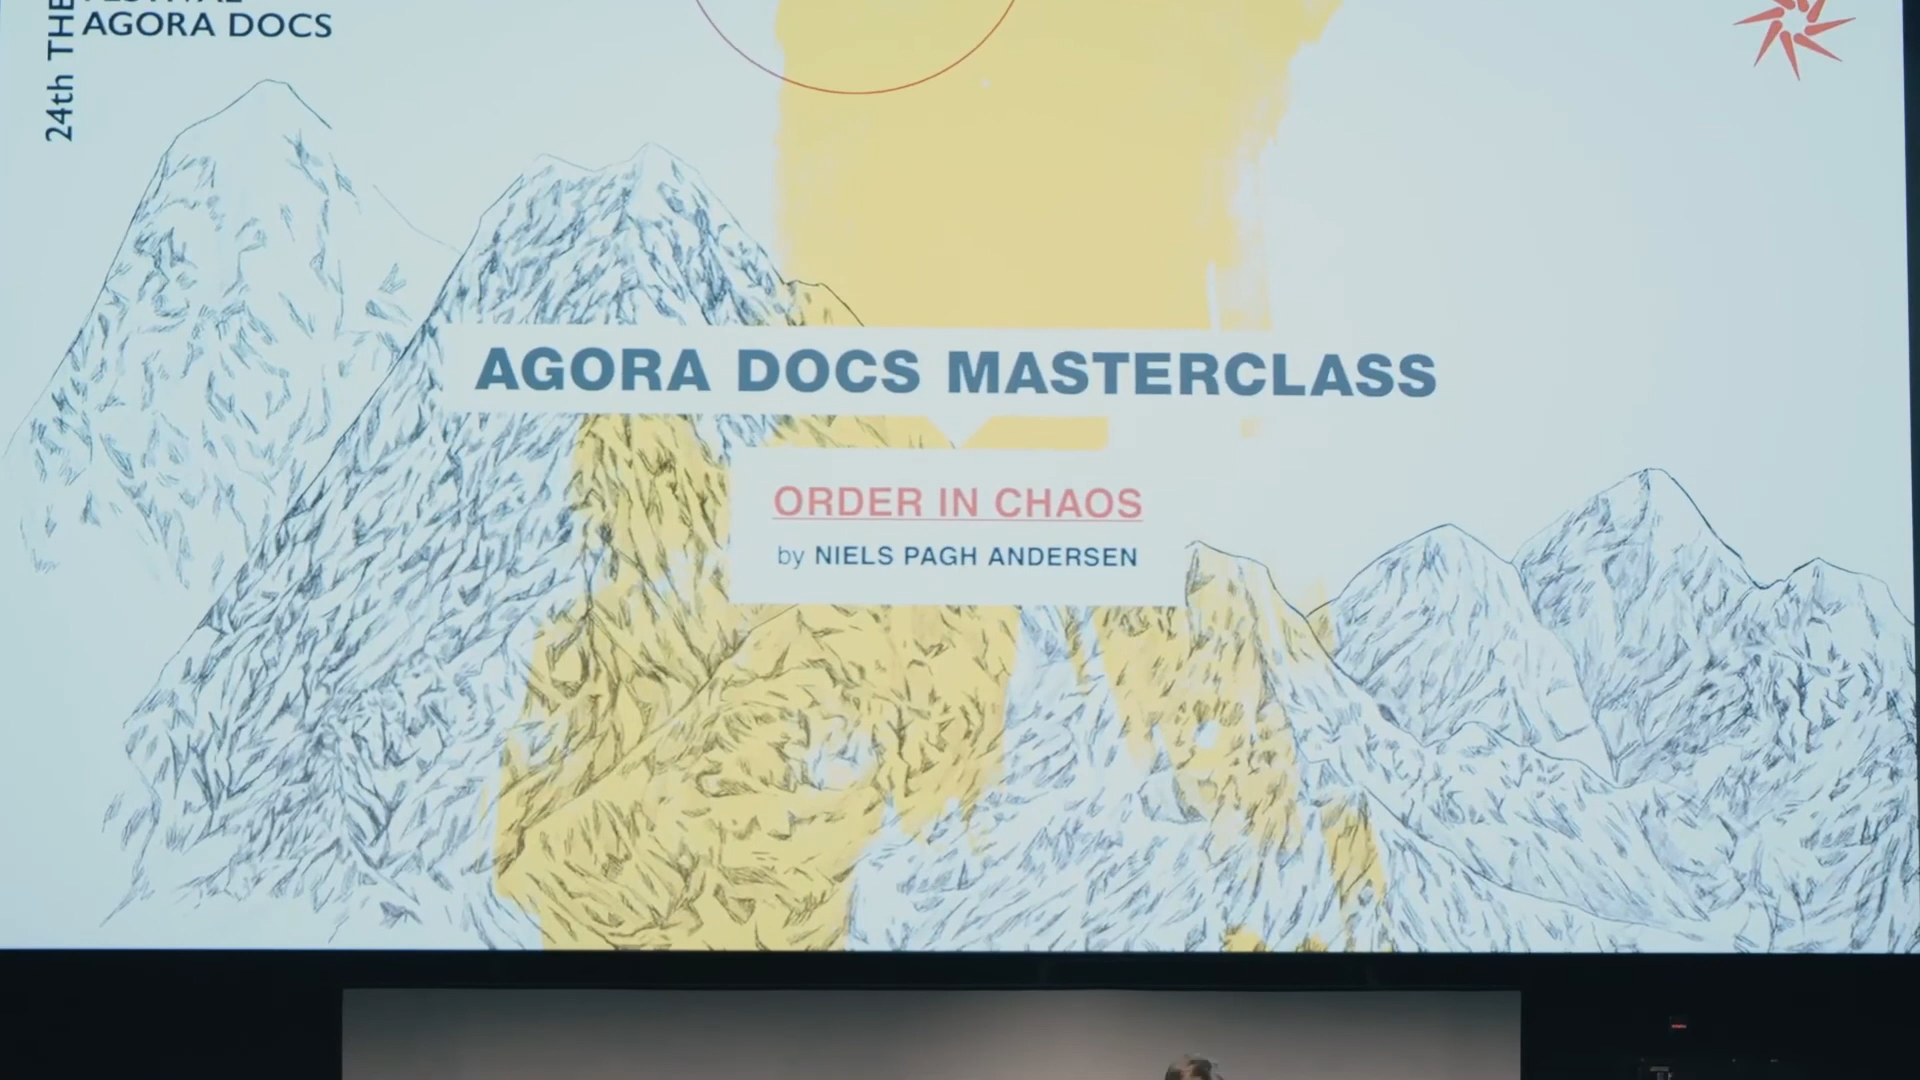 AGORA DOCS
24th THE
AGORA DOCS MASTERCLASS
ORDER IN CHAOS
by NIELS PAGH ANDERSEN